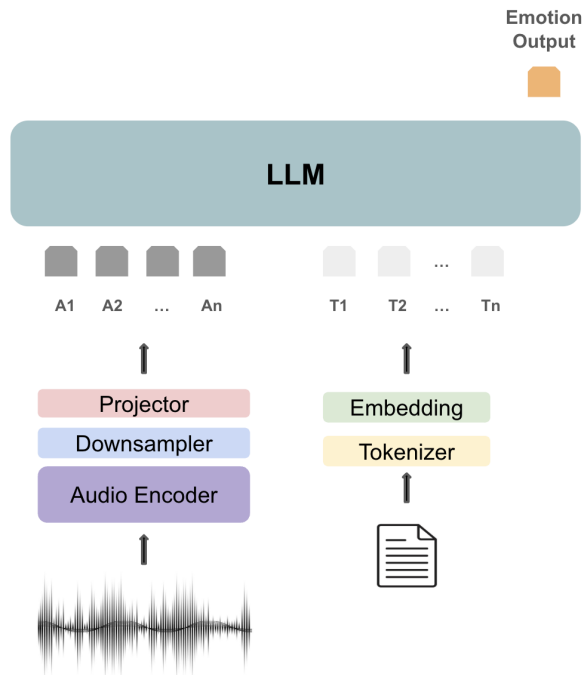 Emotion
Output
LLM
...
A1 A2 ... An
T1 T2 ... Tn
Projector
Downsampler
Audio Encoder
Embedding
Tokenizer